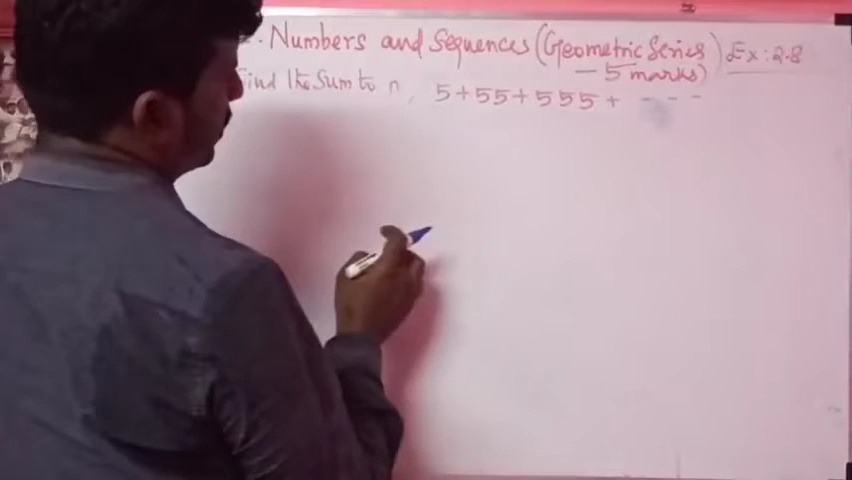 . Numbers and Sequences (Geometric Series) Ex: 2.8
- 5 marks)
Find the Sum to n, 5+55+555+ - - -